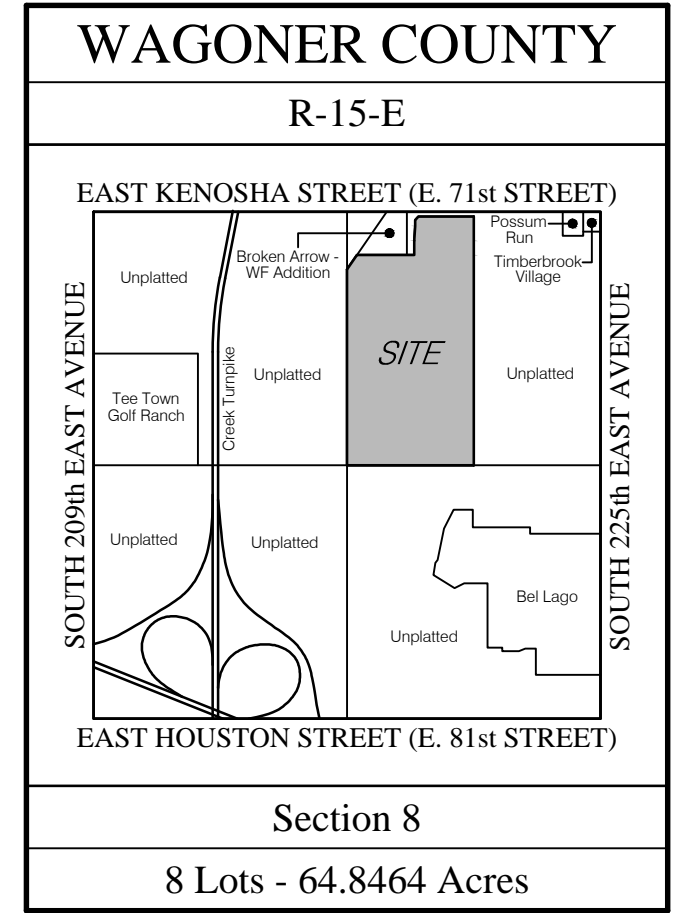 WAGONER COUNTY
R-15-E
EAST KENOSHA STREET (E. 71st STREET)
Possum
Run
Broken Arrow -
WF Addition
Timberbrook
Village
Unplatted
SOUTH 209th EAST AVENUE
SITE
SOUTH 225th EAST AVENUE
Creek Turnpike
Unplatted
Unplatted
Tee Town
Golf Ranch
Unplatted
Unplatted
Bel Lago
Unplatted
EAST HOUSTON STREET (E. 81st STREET)
Section 8
8 Lots - 64.8464 Acres